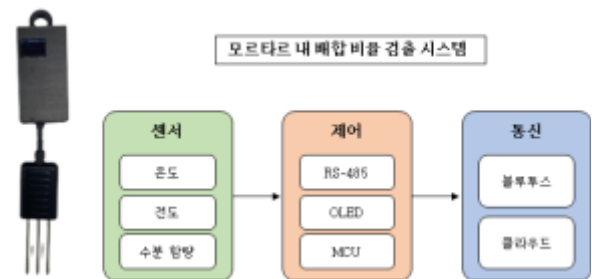 모르타르 내 배합 비율 검출 시스템
센서
온도
전도
수분 함량
제어
RS-485
OLED
MCU
통신
블루투스
클라우드